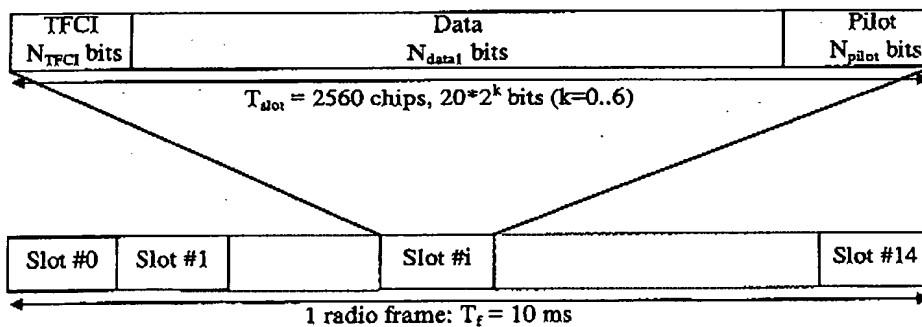 TFCI
N_TFCI bits
Data
N_data1 bits
Pilot
N_pilot bits
T_slot = 2560 chips, 20*2^k bits (k=0..6)
Slot #0 Slot #1 Slot #i Slot #14
1 radio frame: T_f = 10 ms